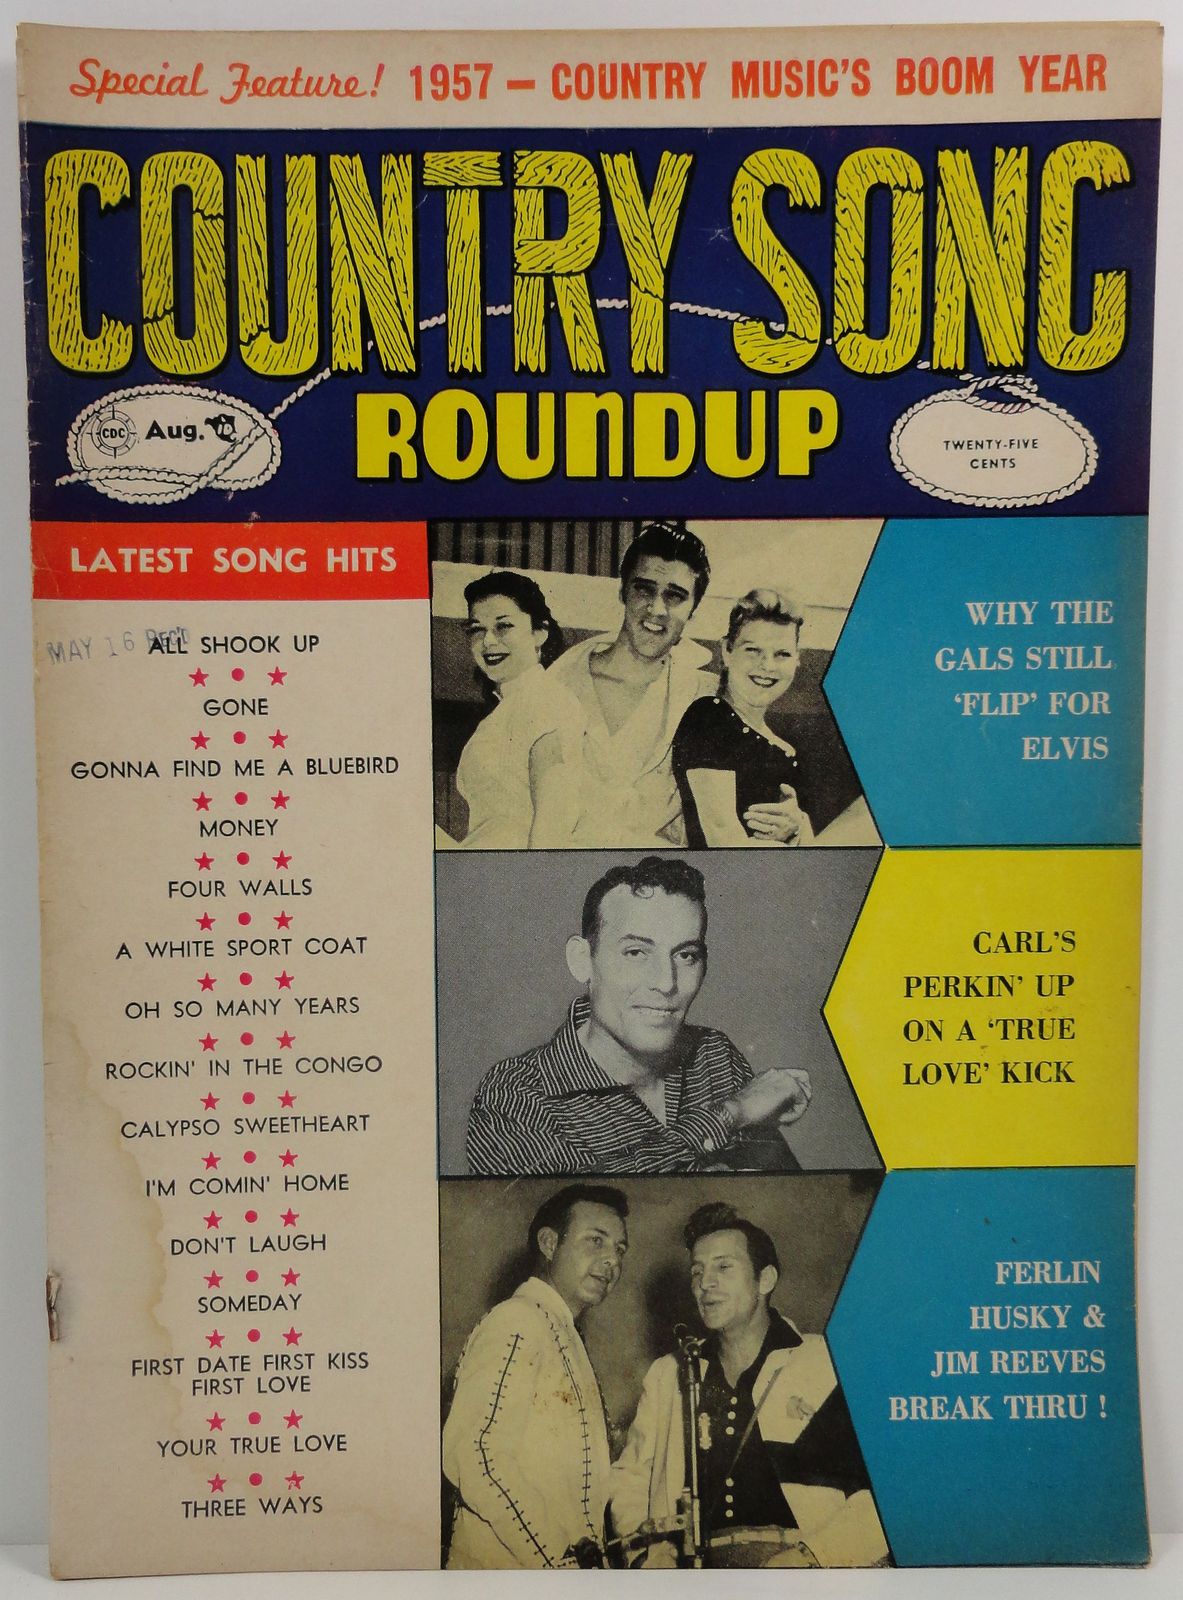 Special Feature! 1957 – COUNTRY MUSIC'S BOOM YEAR
COUNTRY SONG
ROUNDUP
CDC
Aug.
TWENTY-FIVE
CENTS
LATEST SONG HITS
MAY 16 REC'D
ALL SHOOK UP
GONE
GONNA FIND ME A BLUEBIRD
MONEY
FOUR WALLS
A WHITE SPORT COAT
OH SO MANY YEARS
ROCKIN' IN THE CONGO
CALYPSO SWEETHEART
I'M COMIN' HOME
DON'T LAUGH
SOMEDAY
FIRST DATE FIRST KISS
FIRST LOVE
YOUR TRUE LOVE
THREE WAYS
WHY THE
GALS STILL
'FLIP' FOR
ELVIS
CARL'S
PERKIN' UP
ON A 'TRUE
LOVE' KICK
FERLIN
HUSKY &
JIM REEVES
BREAK THRU !